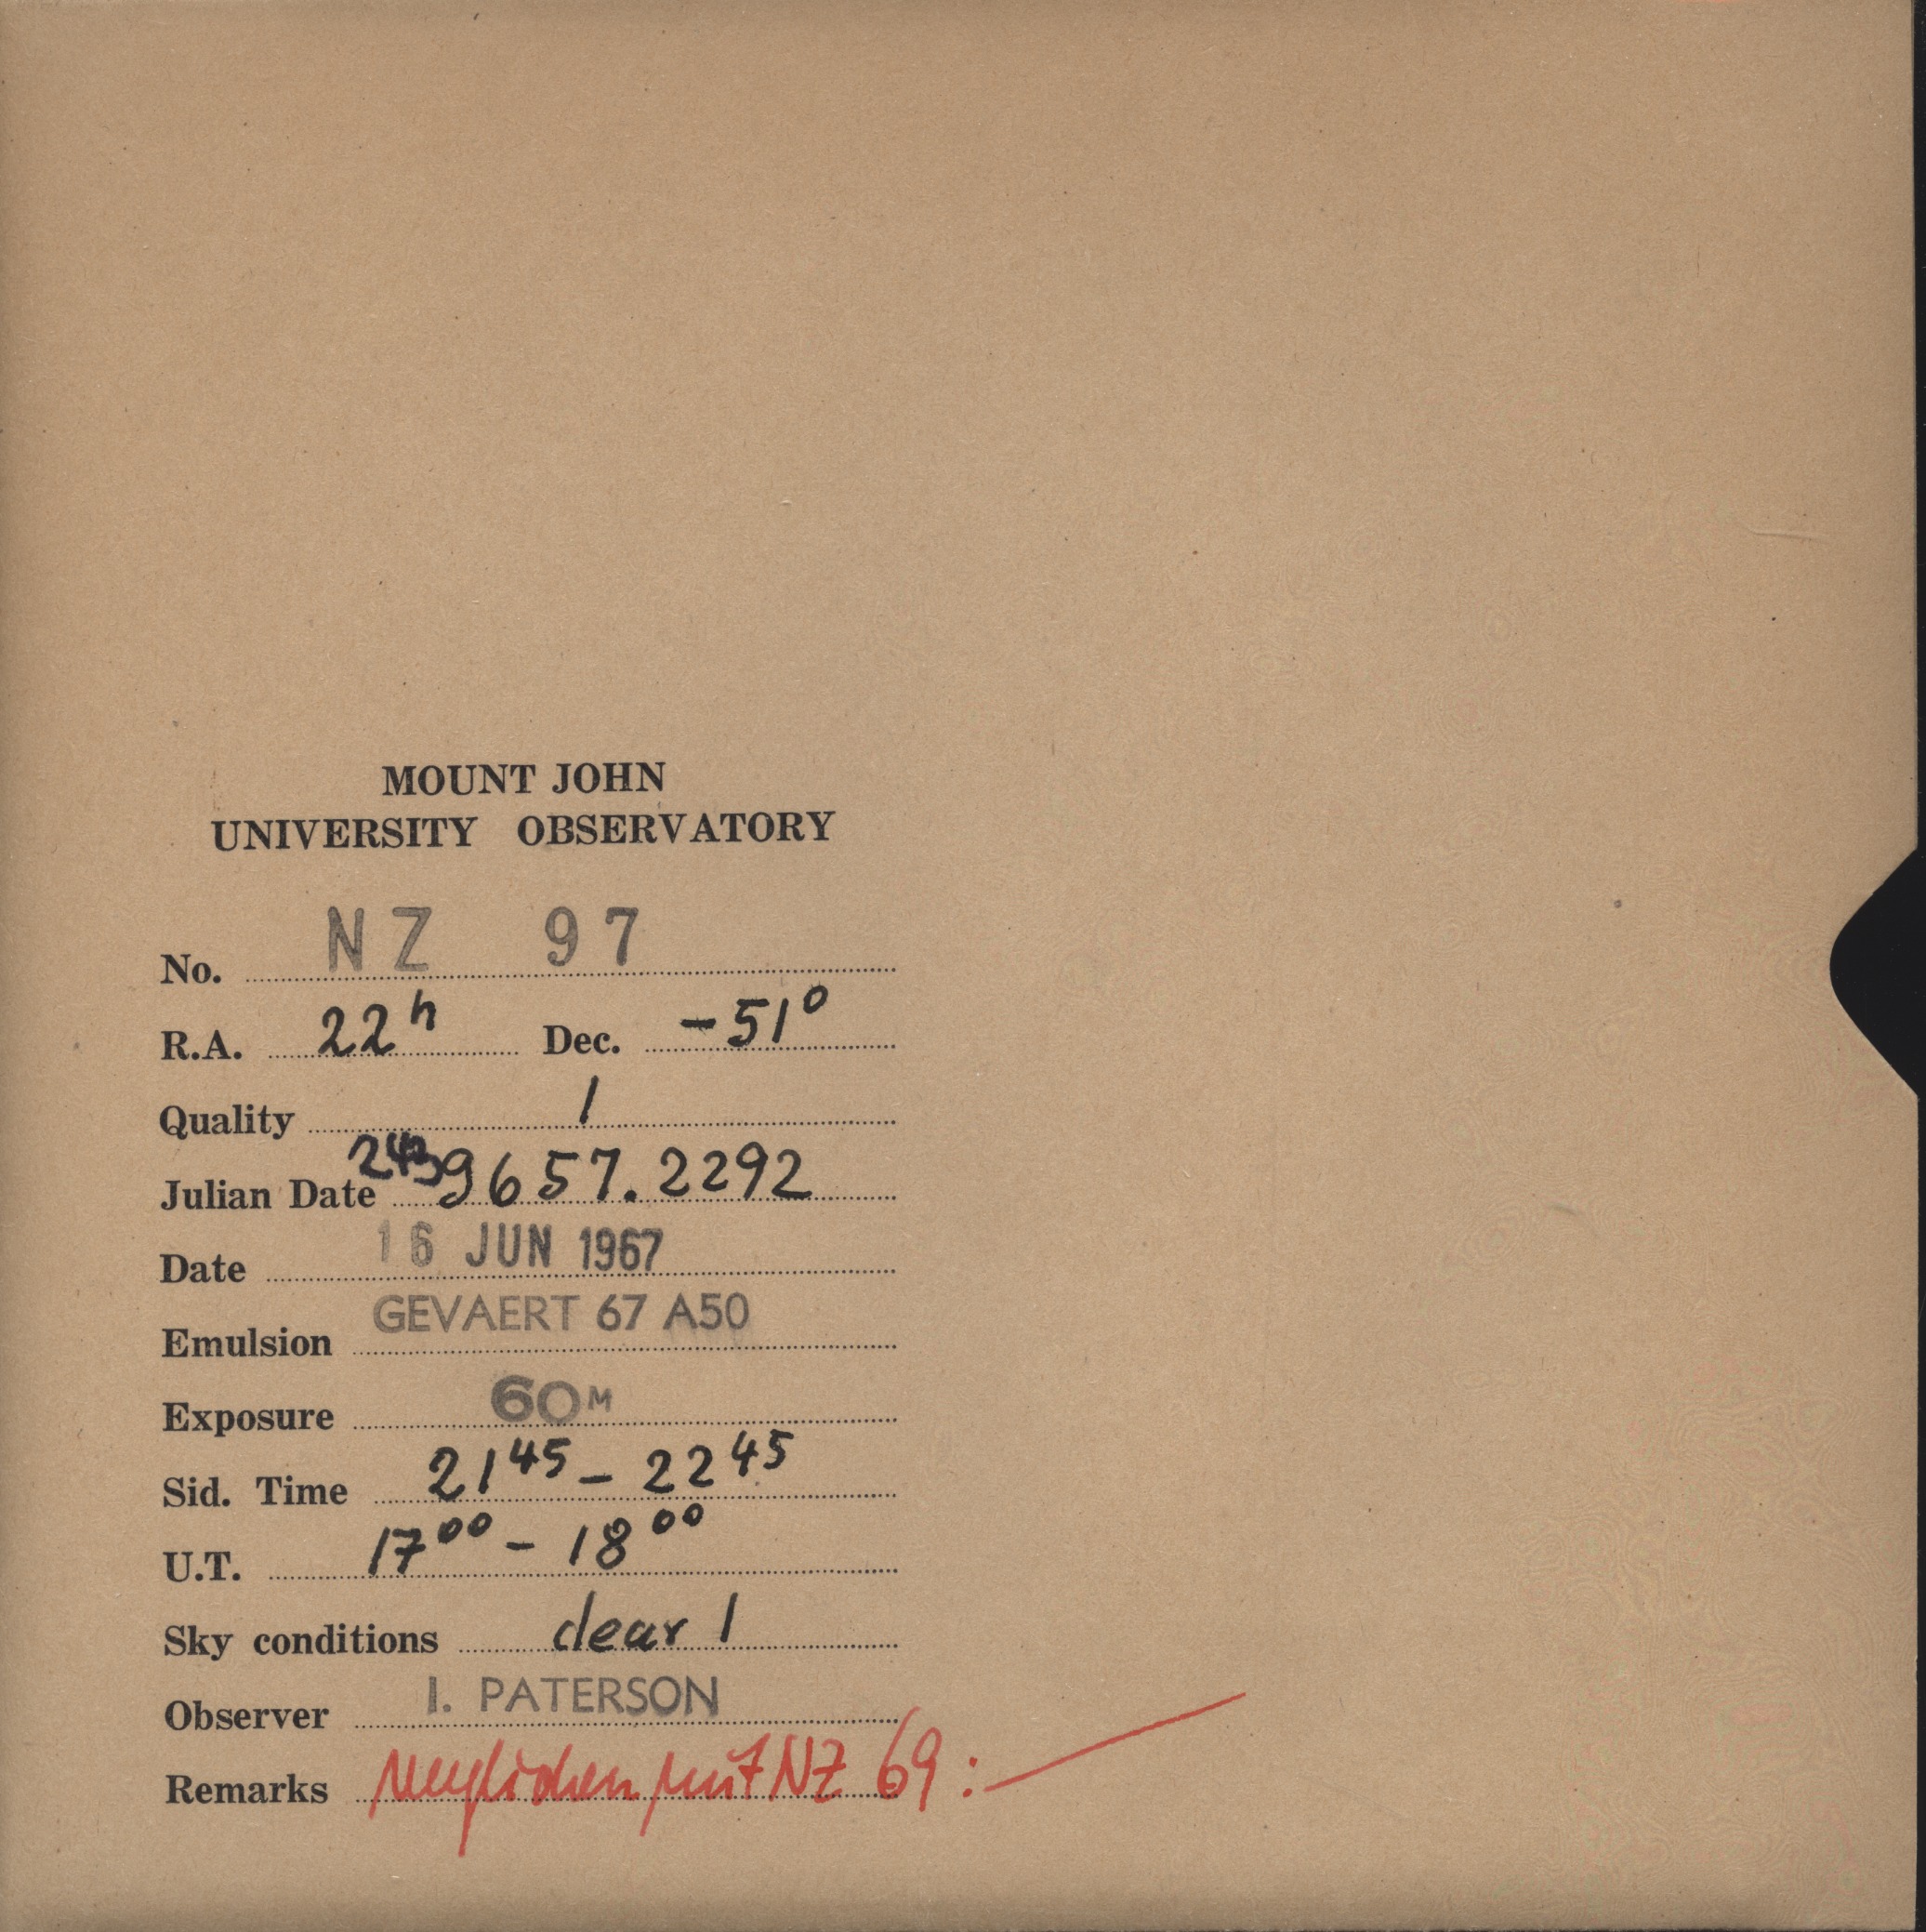 MOUNT JOHN
UNIVERSITY OBSERVATORY
No. NZ 97
R.A. 22h Dec. -51°
Quality 1
Julian Date 2439657.2292
Date 16 JUN 1967
Emulsion GEVAERT 67 A50
Exposure 60M
Sid. Time 21 45 - 22 45
U.T. 17 00 - 18 00
Sky conditions clear 1
Observer I. PATERSON
Remarks verglichen mit NZ 69 : —